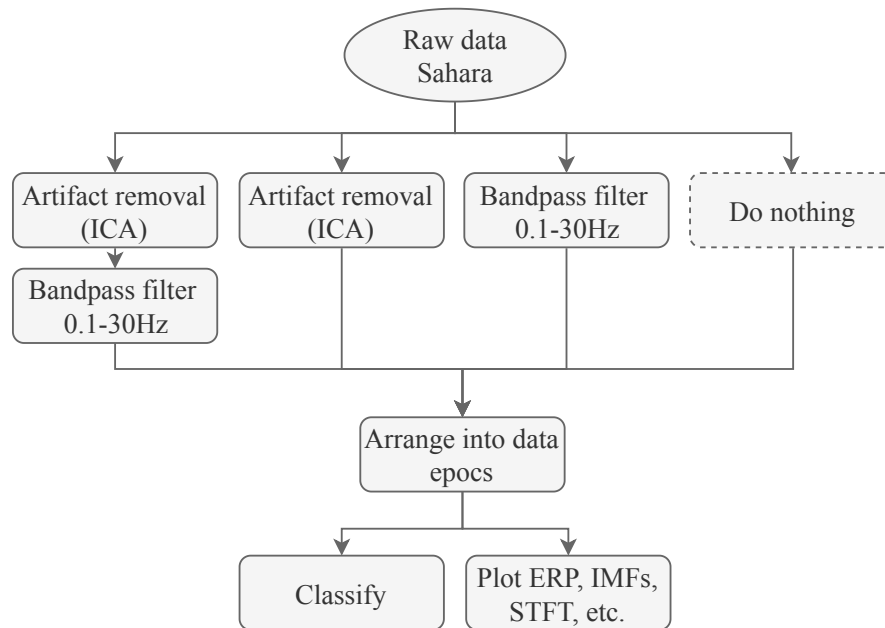 Raw data
Sahara
Artifact removal
(ICA)
Artifact removal
(ICA)
Bandpass filter
0.1-30Hz
Do nothing
Bandpass filter
0.1-30Hz
Arrange into data
epocs
Classify
Plot ERP, IMFs,
STFT, etc.